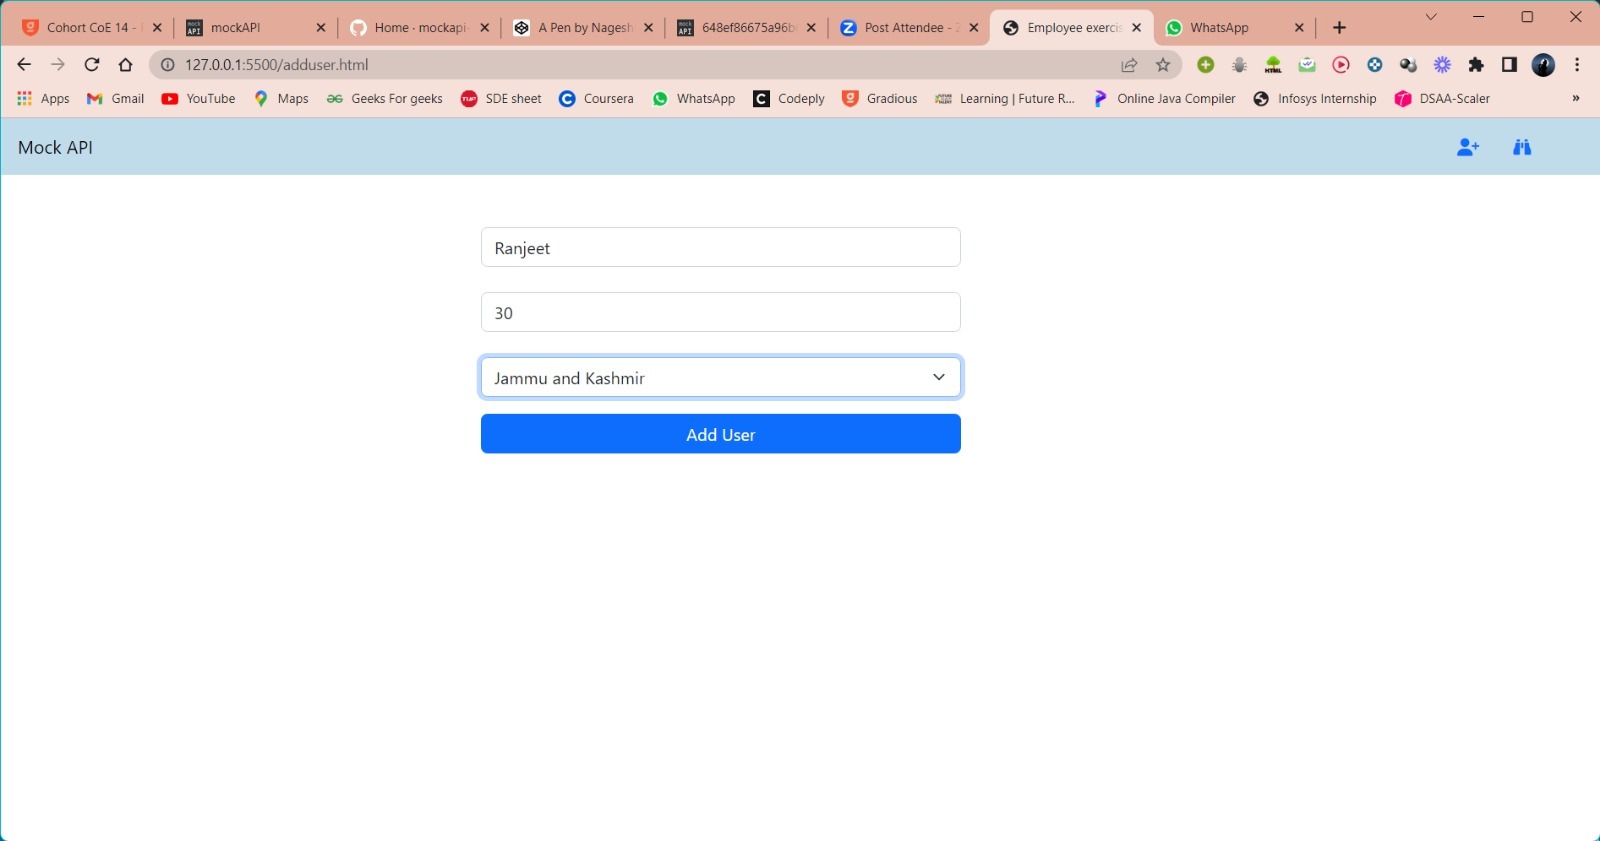 Cohort CoE 14 - mockAPI Home · mockapi- A Pen by Nagesh 648ef86675a96b Post Attendee - Employee exercis WhatsApp
127.0.0.1:5500/adduser.html
Apps Gmail YouTube Maps Geeks For geeks SDE sheet Coursera WhatsApp Codeply Gradious Learning | Future R... Online Java Compiler Infosys Internship DSAA-Scaler »
Mock API
Ranjeet
30
Jammu and Kashmir
Add User